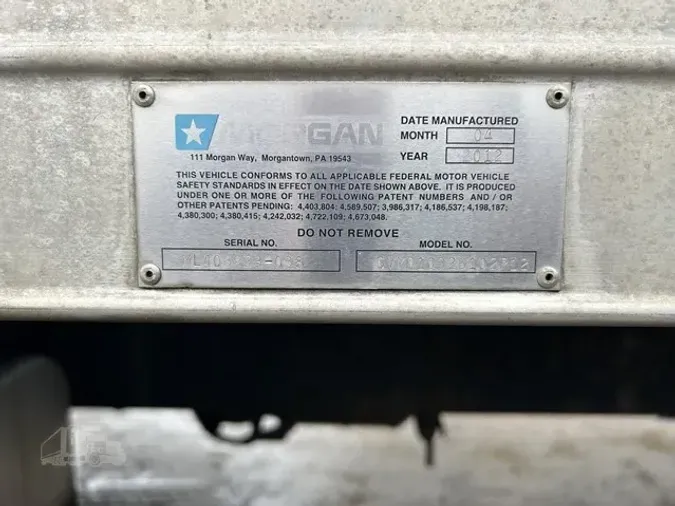 MORGAN
DATE MANUFACTURED
MONTH 04
111 Morgan Way, Morgantown, PA 19543
YEAR 2012
THIS VEHICLE CONFORMS TO ALL APPLICABLE FEDERAL MOTOR VEHICLE
SAFETY STANDARDS IN EFFECT ON THE DATE SHOWN ABOVE. IT IS PRODUCED
UNDER ONE OR MORE OF THE FOLLOWING PATENT NUMBERS AND / OR
OTHER PATENTS PENDING: 4,403,804; 4,589,507; 3,986,317; 4,186,537; 4,198,187;
4,380,300; 4,380,415; 4,242,032; 4,722,109; 4,673,048.
DO NOT REMOVE
SERIAL NO. MODEL NO.